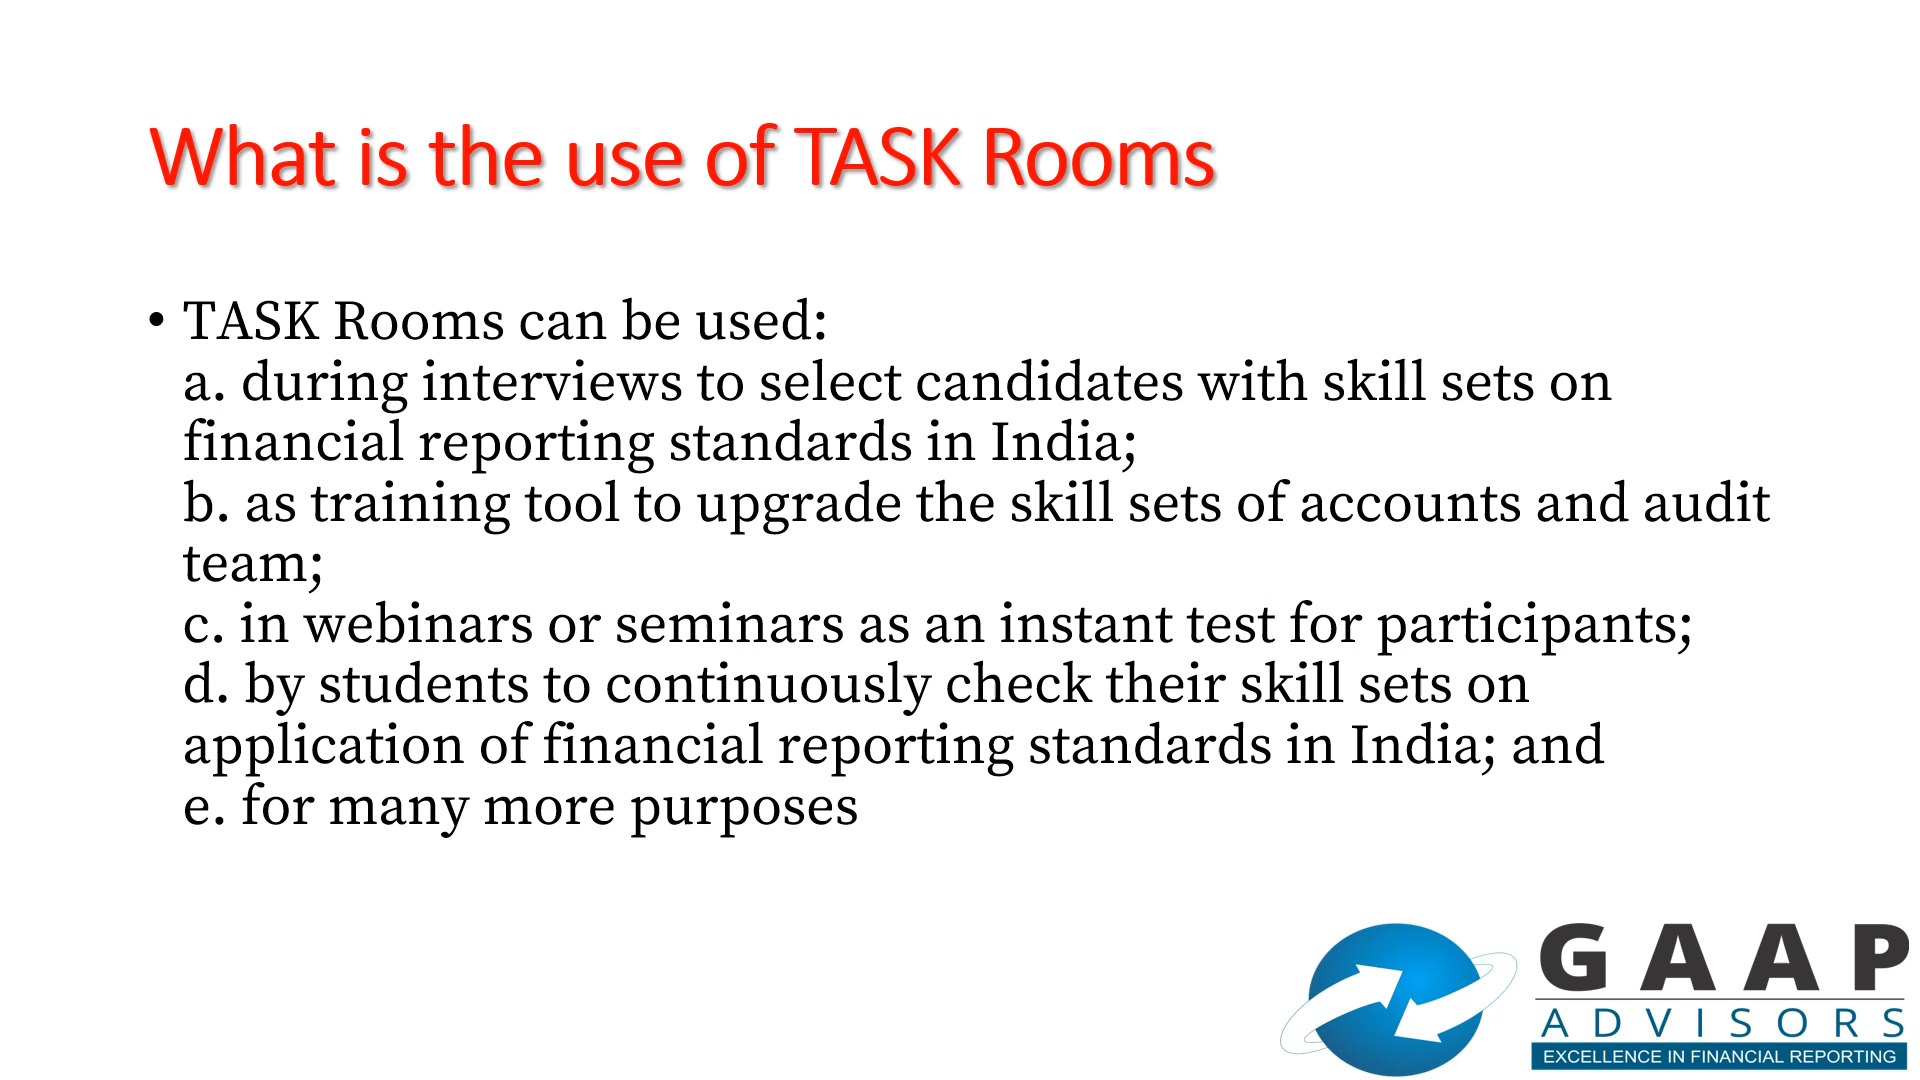 What is the use of TASK Rooms
• TASK Rooms can be used:
a. during interviews to select candidates with skill sets on
financial reporting standards in India;
b. as training tool to upgrade the skill sets of accounts and audit
team;
c. in webinars or seminars as an instant test for participants;
d. by students to continuously check their skill sets on
application of financial reporting standards in India; and
e. for many more purposes
GAAP
ADVISORS
EXCELLENCE IN FINANCIAL REPORTING